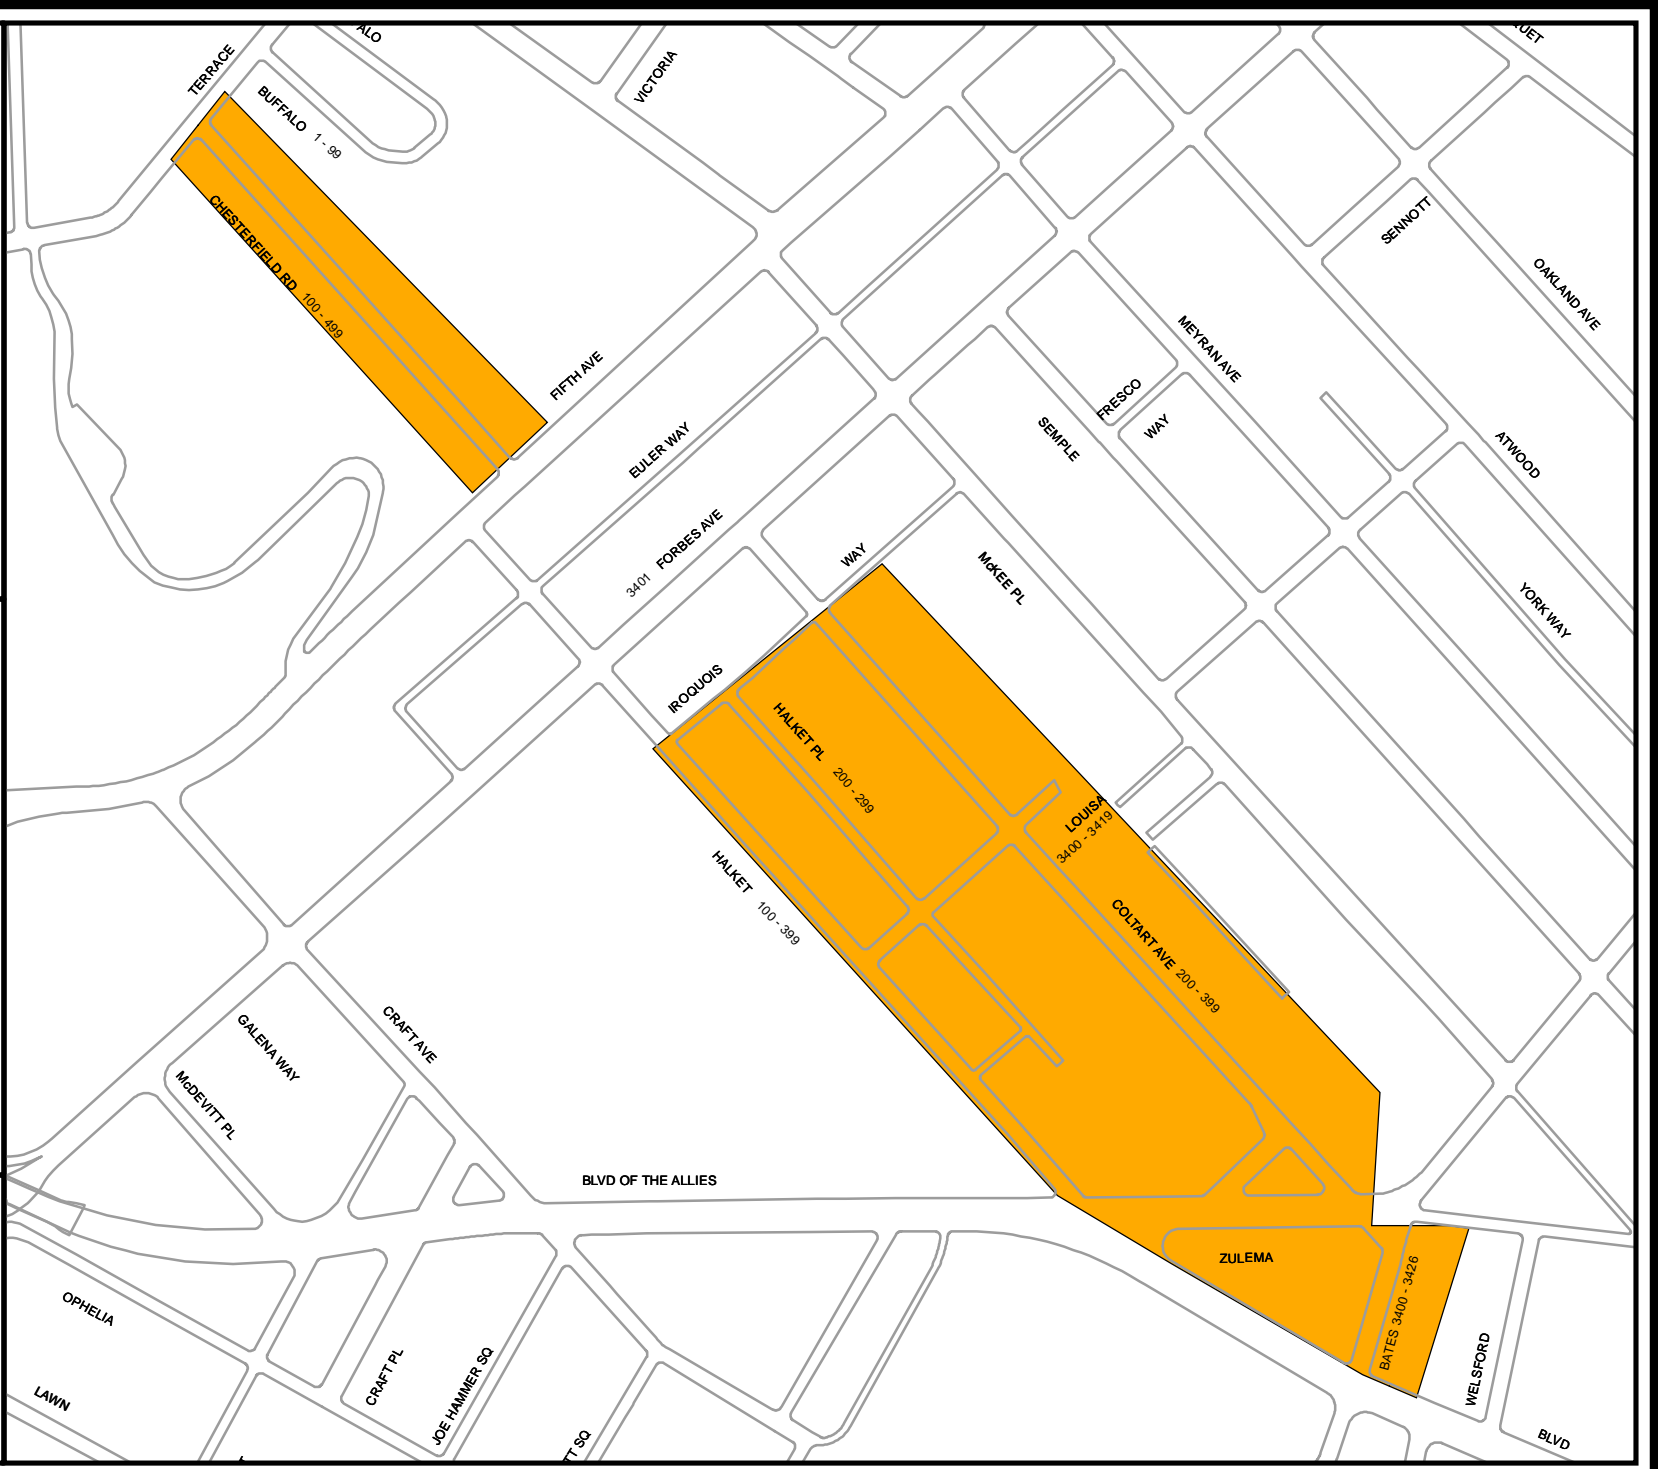 ALO
UET
TERRACE
VICTORIA
BUFFALO 1 - 99
SENNOTT
CHESTERFIELD RD 100 - 499
OAKLAND AVE
MEYRAN AVE
FIFTH AVE
FRESCO
WAY
SEMPLE
EULER WAY
ATWOOD
3401 FORBES AVE
WAY
McKEE PL
YORK WAY
IROQUOIS
HALKET PL 200 - 299
LOUISA
3400 - 3419
HALKET 100 - 399
COLTART AVE 200 - 399
CRAFT AVE
GALENA WAY
McDEVITT PL
BLVD OF THE ALLIES
ZULEMA
BATES 3400 - 3426
OPHELIA
WELSFORD
CRAFT PL
JOE HAMMER SQ
LAWN
TT SQ
BLVD